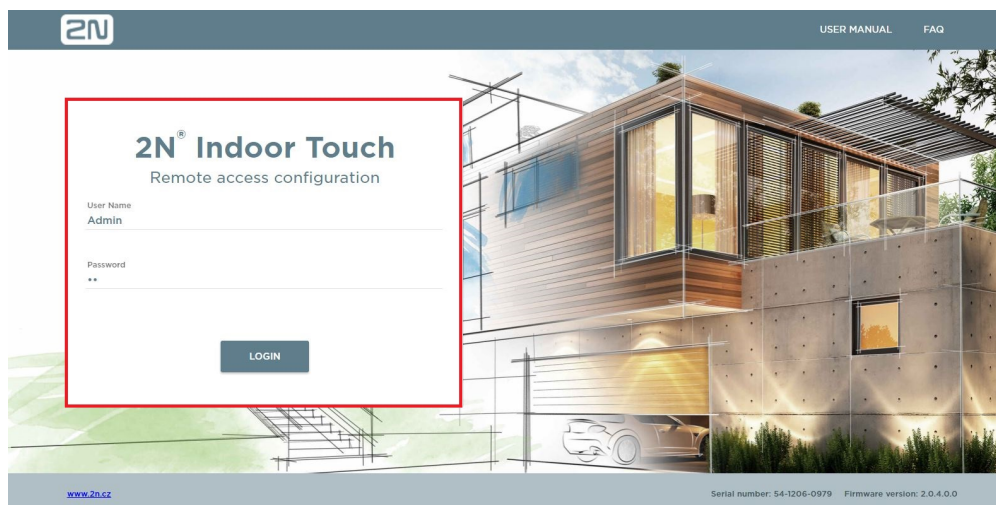 2N
USER MANUAL FAQ
2N® Indoor Touch
Remote access configuration
User Name
Admin
Password
••
LOGIN
www.2n.cz
Serial number: 54-1206-0979 Firmware version: 2.0.4.0.0